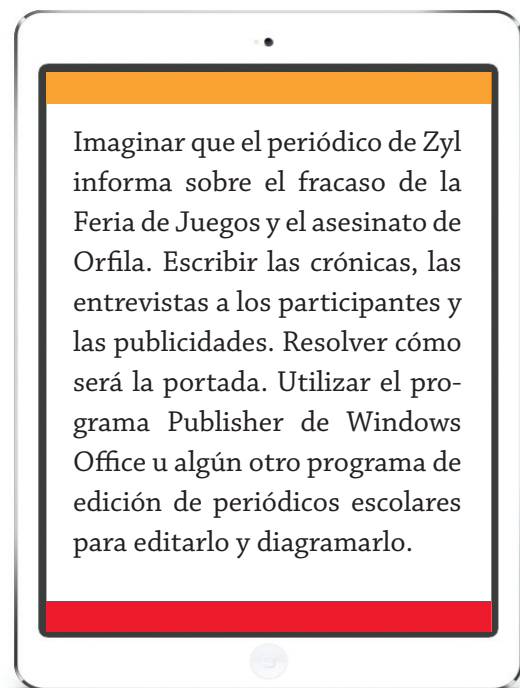 Imaginar que el periódico de Zyl
informa sobre el fracaso de la
Feria de Juegos y el asesinato de
Orfila. Escribir las crónicas, las
entrevistas a los participantes y
las publicidades. Resolver cómo
será la portada. Utilizar el pro-
grama Publisher de Windows
Office u algún otro programa de
edición de periódicos escolares
para editarlo y diagramarlo.